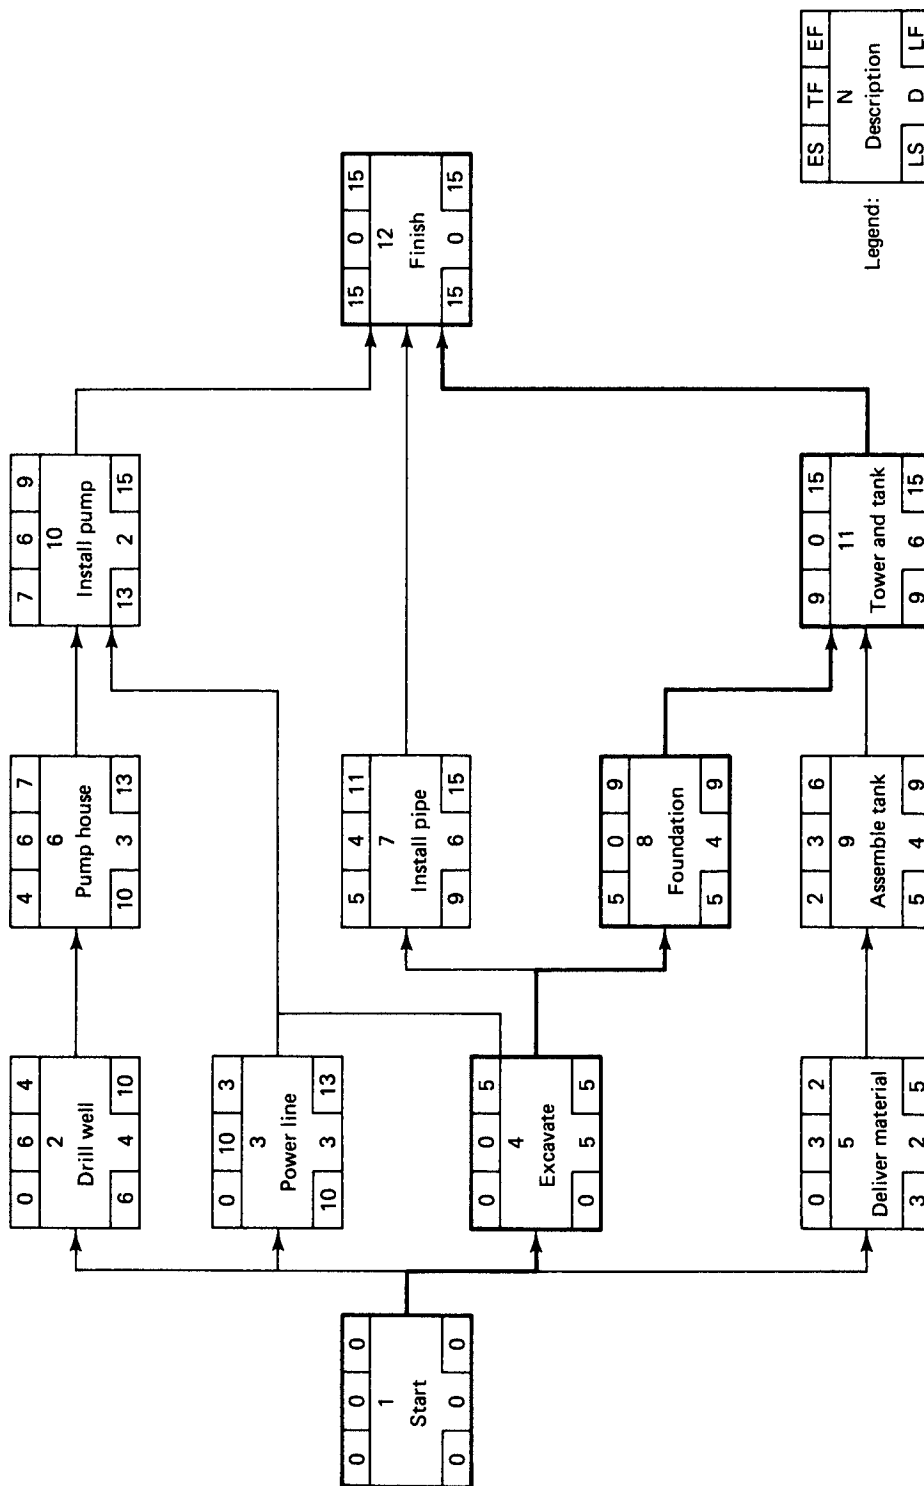 0 0 0
1
Start
0 0 0
0 6 4
2
Drill well
6 4 10
0 10 3
3
Power line
10 3 13
0 0 5
4
Excavate
0 5 5
0 3 2
5
Deliver material
3 2 5
4 6 7
6
Pump house
10 3 13
5 4 11
7
Install pipe
9 6 15
5 0 9
8
Foundation
5 4 9
2 3 6
9
Assemble tank
5 4 9
7 6 9
10
Install pump
13 2 15
9 0 15
11
Tower and tank
9 6 15
15 0 15
12
Finish
15 0 15
Legend:
ES TF EF
N
Description
LS D LF